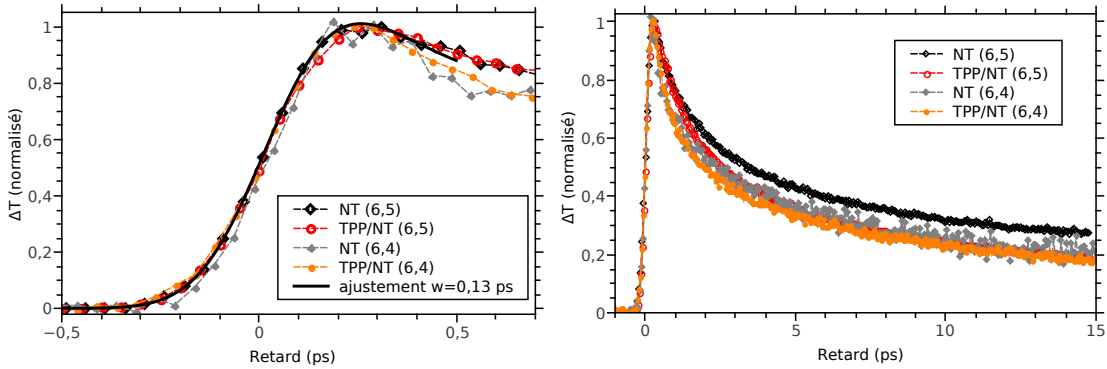 1
0,8
0,6
0,4
0,2
0
ΔT (normalisé)
NT (6,5)
TPP/NT (6,5)
NT (6,4)
TPP/NT (6,4)
ajustement w=0,13 ps
−0,5
0
0,5
Retard (ps)
1
0,8
0,6
0,4
0,2
0
ΔT (normalisé)
NT (6,5)
TPP/NT (6,5)
NT (6,4)
TPP/NT (6,4)
0
5
10
15
Retard (ps)